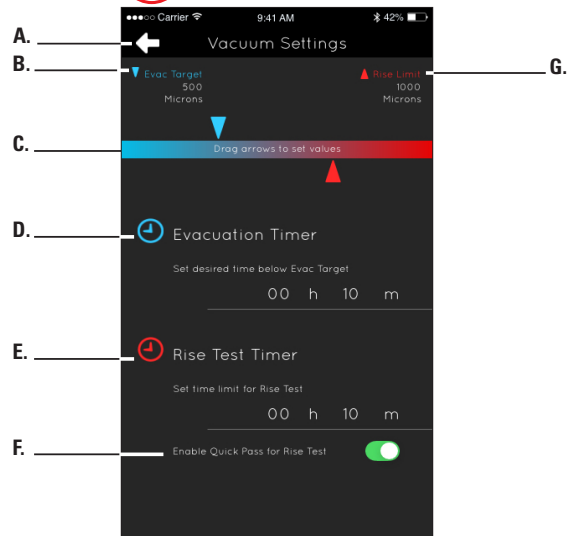 Carrier 9:41 AM 42%
A.
Vacuum Settings
B.
Evac Target
500
Microns
Rise Limit
1000
Microns
G.
C.
Drag arrows to set values
D.
Evacuation Timer
Set desired time below Evac Target
00 h 10 m
E.
Rise Test Timer
Set time limit for Rise Test
00 h 10 m
F.
Enable Quick Pass for Rise Test